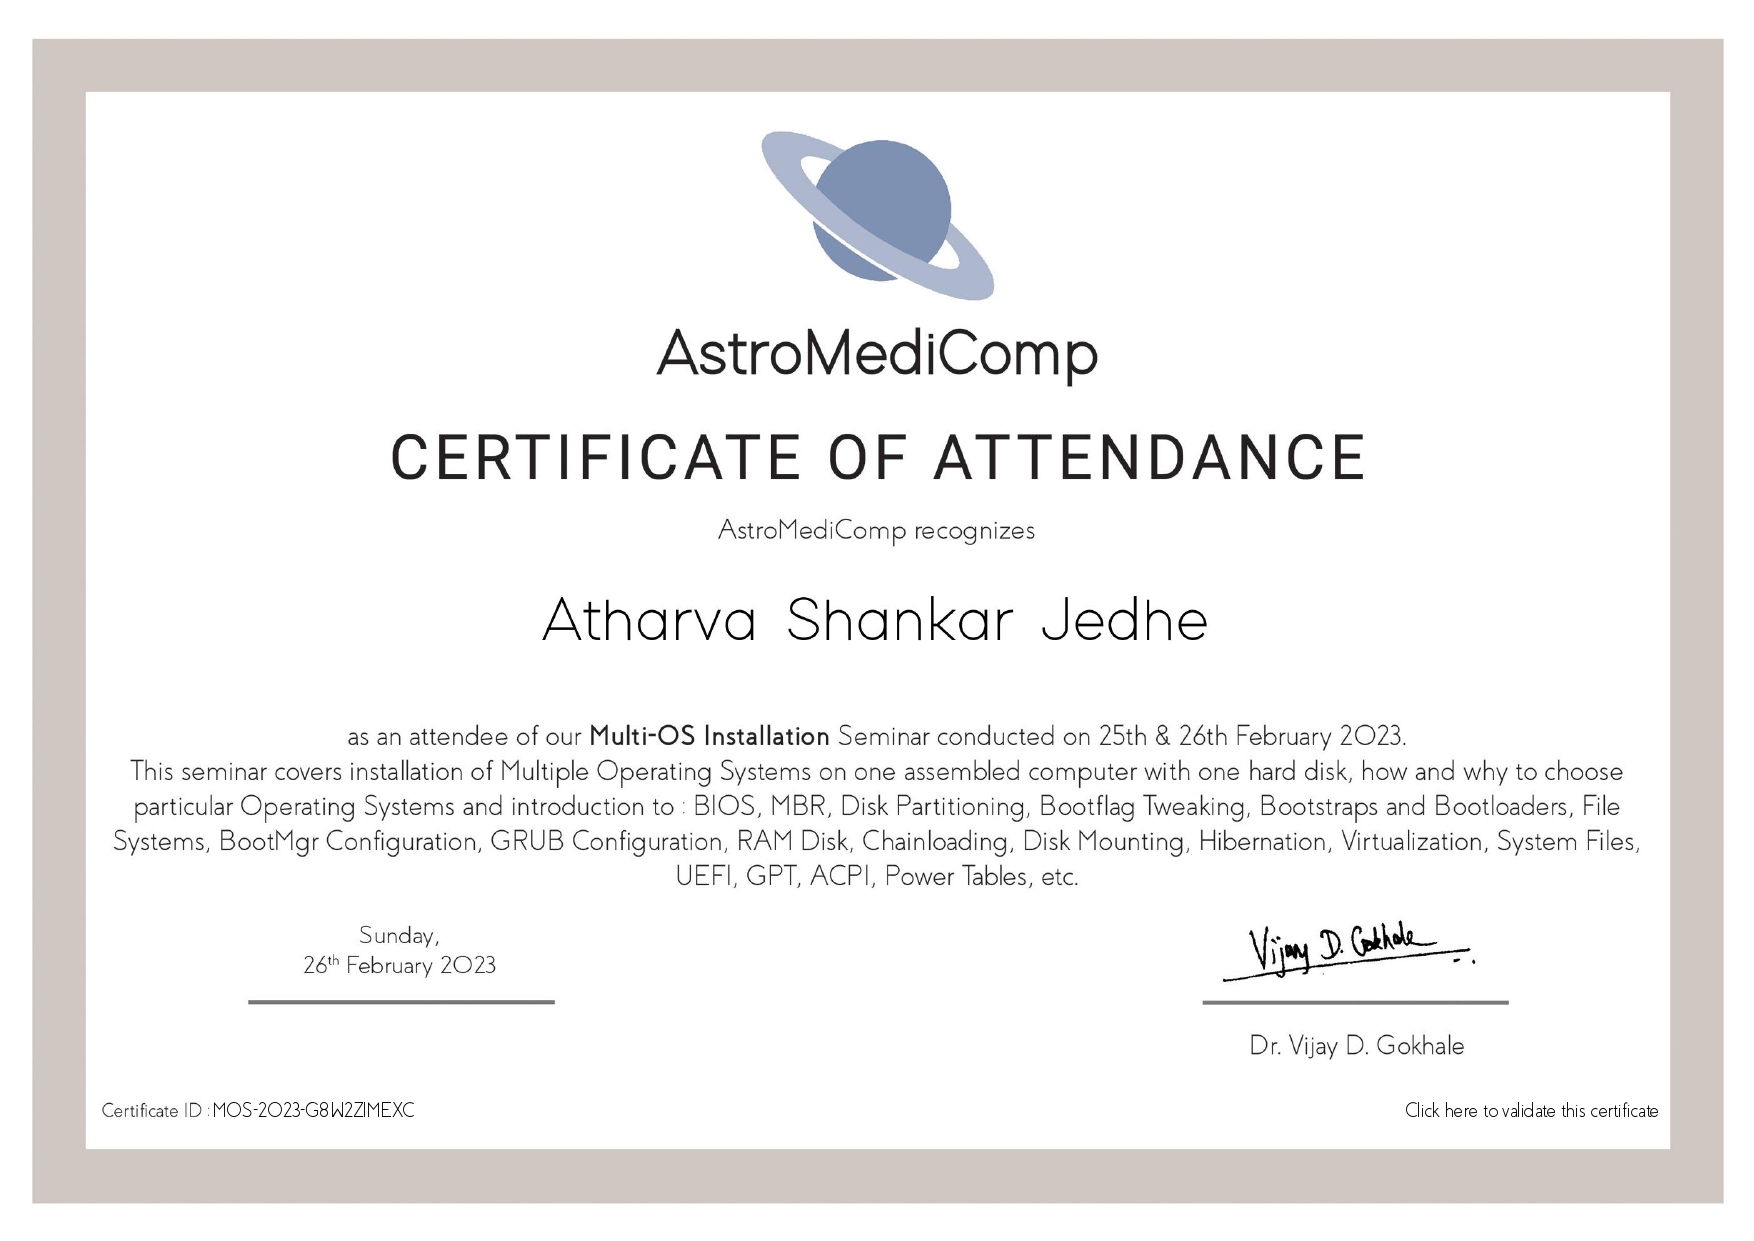 AstroMediComp
CERTIFICATE OF ATTENDANCE
AstroMediComp recognizes
Atharva Shankar Jedhe
as an attendee of our Multi-OS Installation Seminar conducted on 25th & 26th February 2023.
This seminar covers installation of Multiple Operating Systems on one assembled computer with one hard disk, how and why to choose
particular Operating Systems and introduction to : BIOS, MBR, Disk Partitioning, Bootflag Tweaking, Bootstraps and Bootloaders, File
Systems, BootMgr Configuration, GRUB Configuration, RAM Disk, Chainloading, Disk Mounting, Hibernation, Virtualization, System Files,
UEFI, GPT, ACPI, Power Tables, etc.
Sunday,
26th February 2023
Vijay D. Gokhale
Dr. Vijay D. Gokhale
Certificate ID : MOS-2023-G8W2ZIMEXC
Click here to validate this certificate